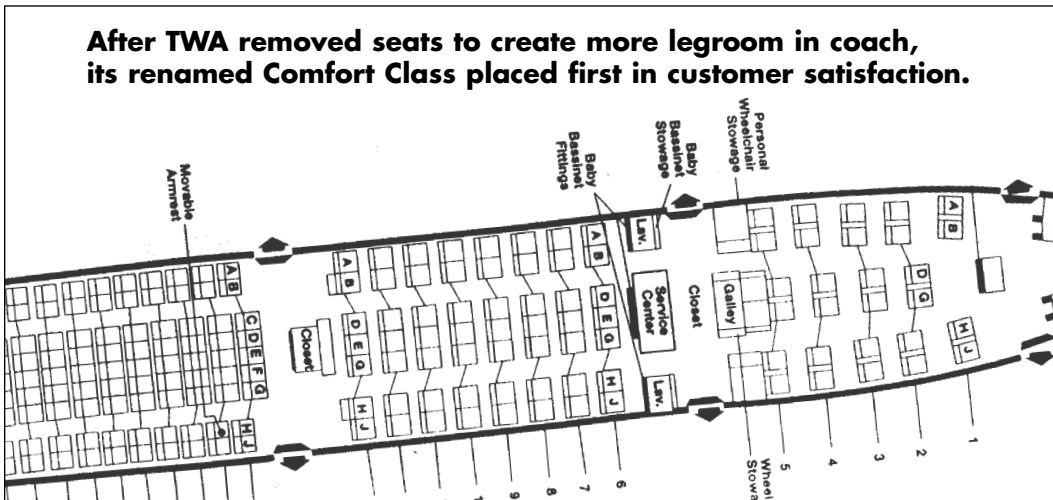 After TWA removed seats to create more legroom in coach,
its renamed Comfort Class placed first in customer satisfaction.
Personal
Wheelchair
Stowage
Baby
Bassinet
Stowage
Baby
Bassinet
Fittings
Movable
Armrest
A B
D G
H J
Galley
Closet
Service
Center
Lav.
Lav.
A B
D E G
H J
A B
D E G
H J
Closet
A B
C D E F G
H J
1
2
3
4
5
6
7
8
9